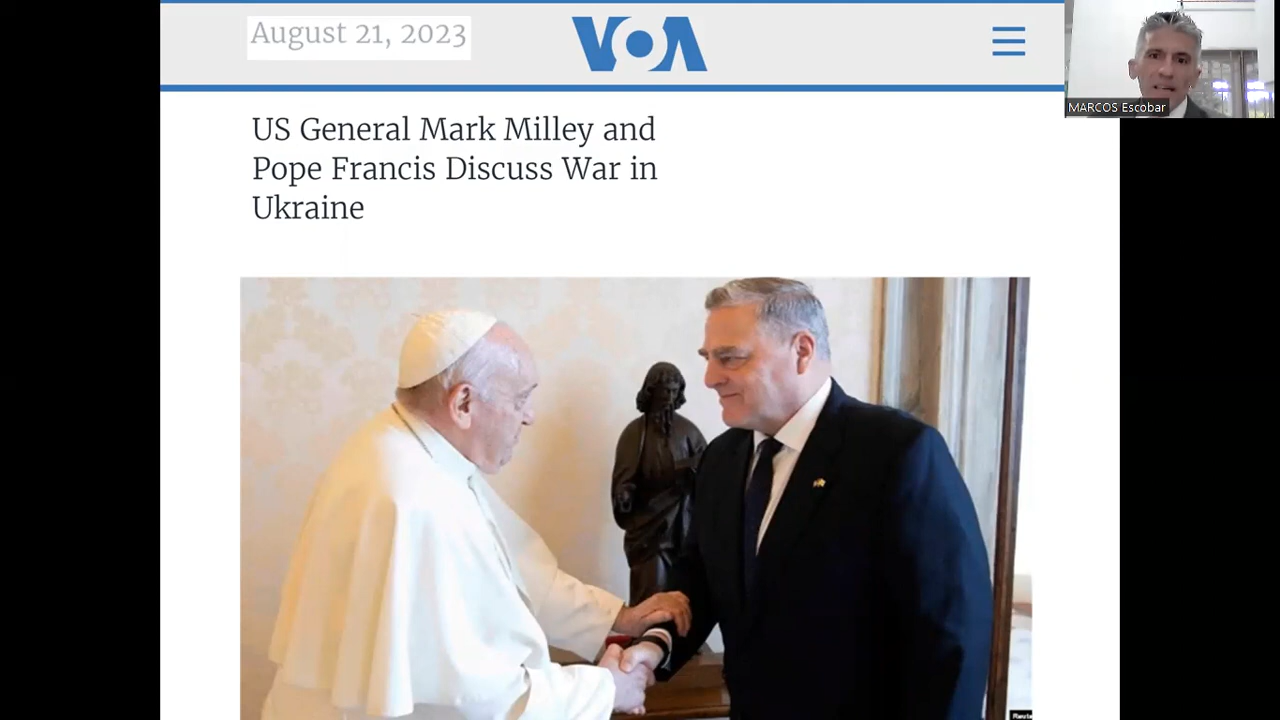 August 21, 2023
VOA
MARCOS Escobar
US General Mark Milley and
Pope Francis Discuss War in
Ukraine